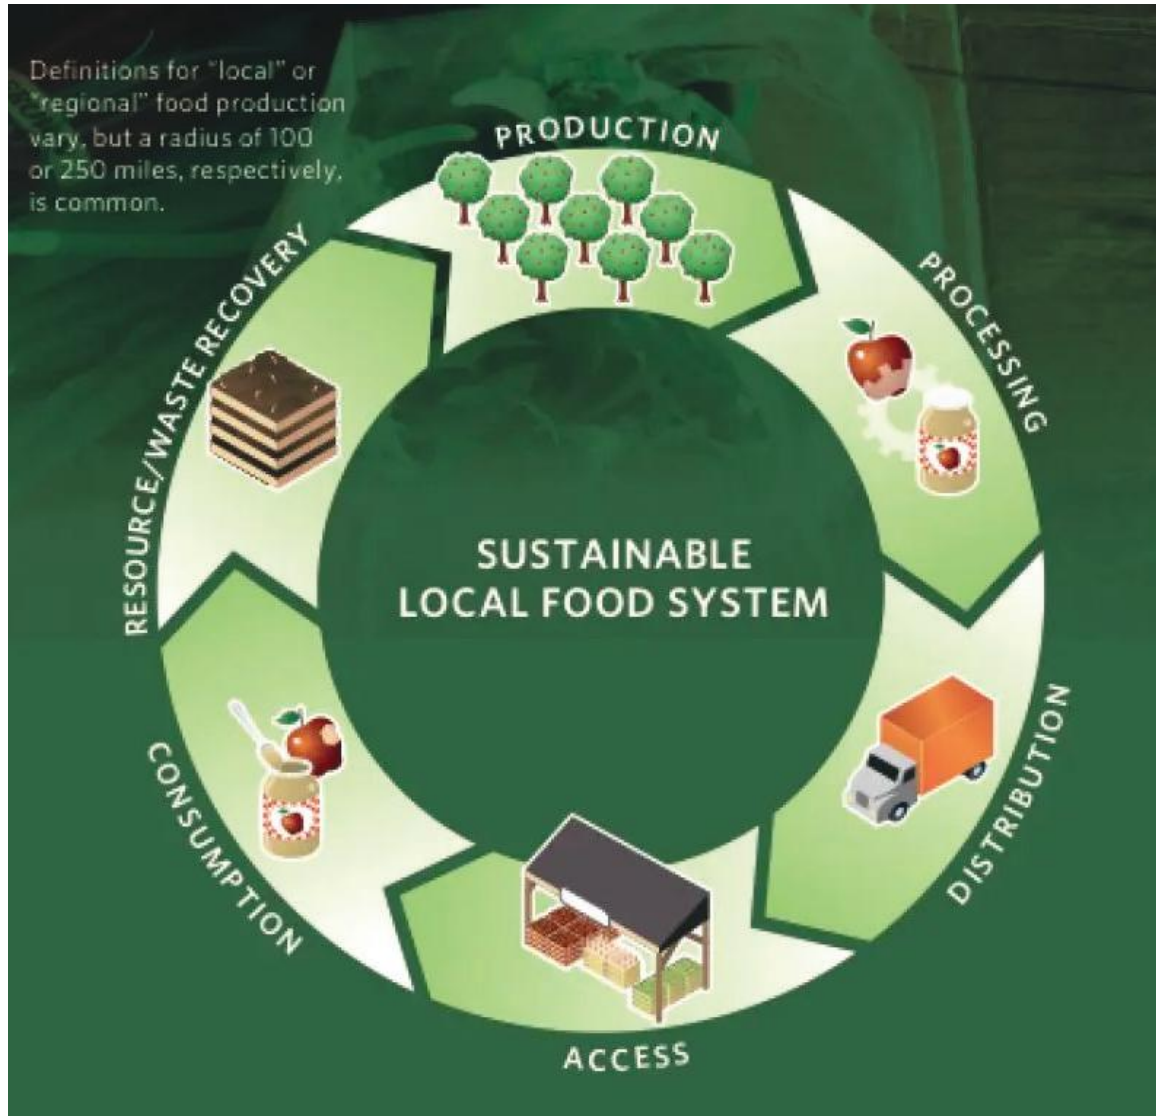 Definitions for "local" or
"regional" food production
vary, but a radius of 100
or 250 miles, respectively,
is common.
PRODUCTION
PROCESSING
DISTRIBUTION
ACCESS
CONSUMPTION
RESOURCE/WASTE RECOVERY
SUSTAINABLE
LOCAL FOOD SYSTEM